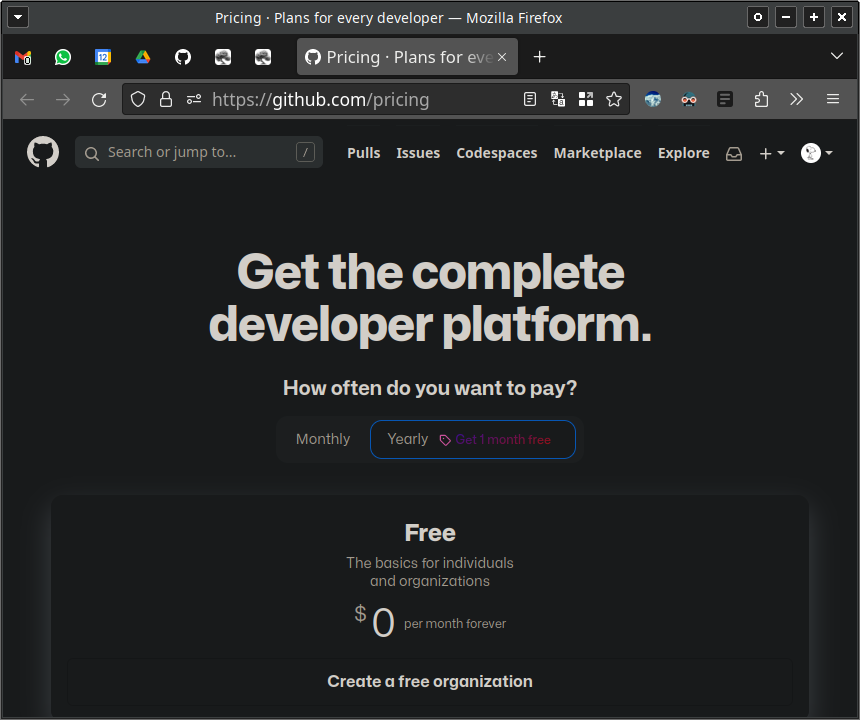 Pricing · Plans for every developer — Mozilla Firefox
12
Pricing · Plans for eve
https://github.com/pricing
Search or jump to...
/
Pulls Issues Codespaces Marketplace Explore
Get the complete
developer platform.
How often do you want to pay?
Monthly Yearly Get 1 month free
Free
The basics for individuals
and organizations
$ 0 per month forever
Create a free organization